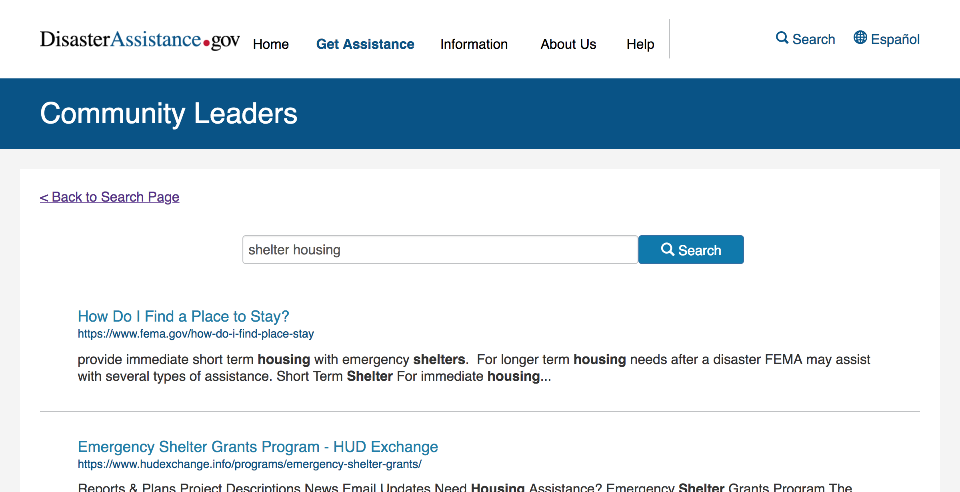 DisasterAssistance.gov Home Get Assistance Information About Us Help Search Español
Community Leaders
< Back to Search Page
shelter housing Search
How Do I Find a Place to Stay?
https://www.fema.gov/how-do-i-find-place-stay
provide immediate short term housing with emergency shelters.  For longer term housing needs after a disaster FEMA may assist
with several types of assistance. Short Term Shelter For immediate housing...
Emergency Shelter Grants Program - HUD Exchange
https://www.hudexchange.info/programs/emergency-shelter-grants/
Reports & Plans Project Descriptions News Email Updates Need Housing Assistance? Emergency Shelter Grants Program The